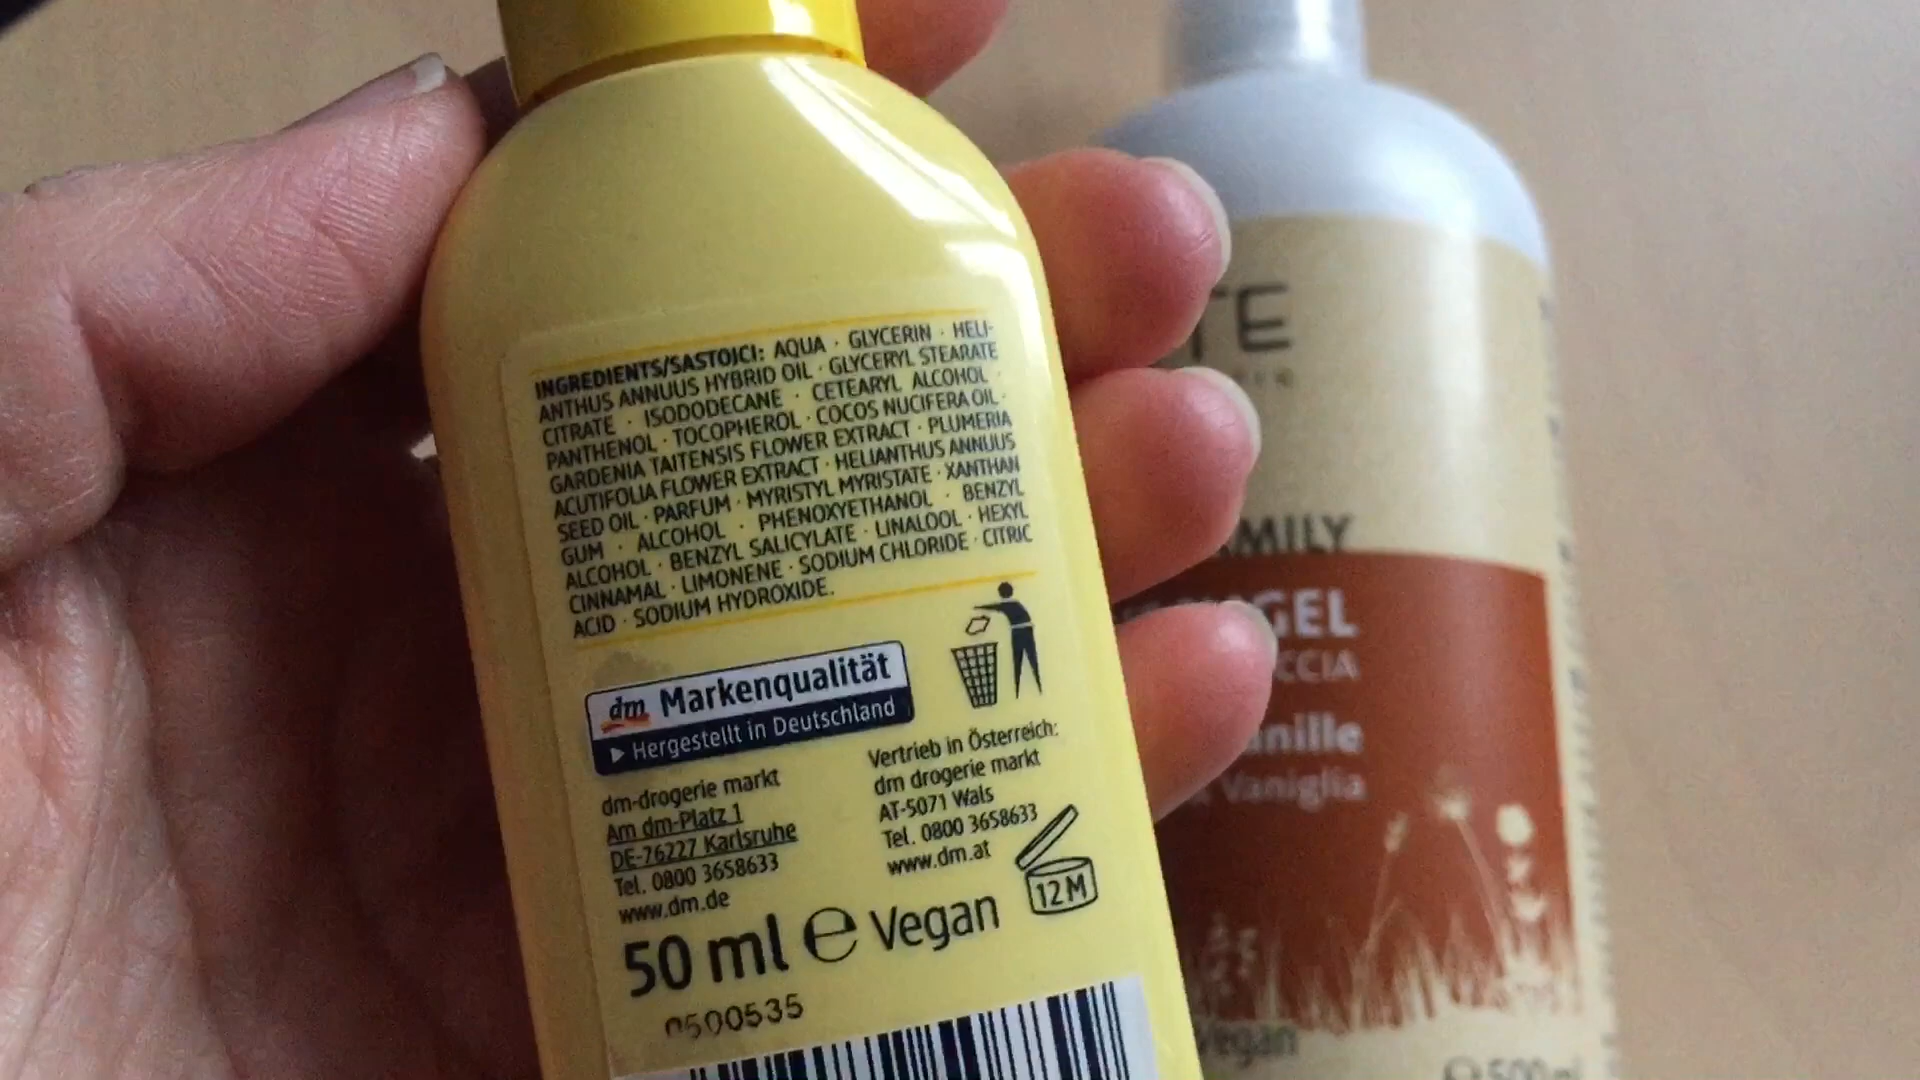 INGREDIENTS/SASTOJCI: AQUA · GLYCERIN · HELI-
ANTHUS ANNUUS HYBRID OIL · GLYCERYL STEARATE
CITRATE · ISODODECANE · CETEARYL ALCOHOL ·
PANTHENOL · TOCOPHEROL · COCOS NUCIFERA OIL ·
GARDENIA TAITENSIS FLOWER EXTRACT · PLUMERIA
ACUTIFOLIA FLOWER EXTRACT · HELIANTHUS ANNUUS
SEED OIL · PARFUM · MYRISTYL MYRISTATE · XANTHAN
GUM · ALCOHOL · PHENOXYETHANOL · BENZYL
ALCOHOL · BENZYL SALICYLATE · LINALOOL · HEXYL
CINNAMAL · LIMONENE · SODIUM CHLORIDE · CITRIC
ACID · SODIUM HYDROXIDE.
dm Markenqualität
Hergestellt in Deutschland
dm-drogerie markt
Am dm-Platz 1
DE-76227 Karlsruhe
Tel. 0800 3658633
www.dm.de
Vertrieb in Österreich:
dm drogerie markt
AT-5071 Wals
Tel. 0800 3658633
www.dm.at
12M
50 ml e Vegan
0500535
TE
MILY
GEL
CCIA
anille
Vaniglia
Vegan
e 500 ml